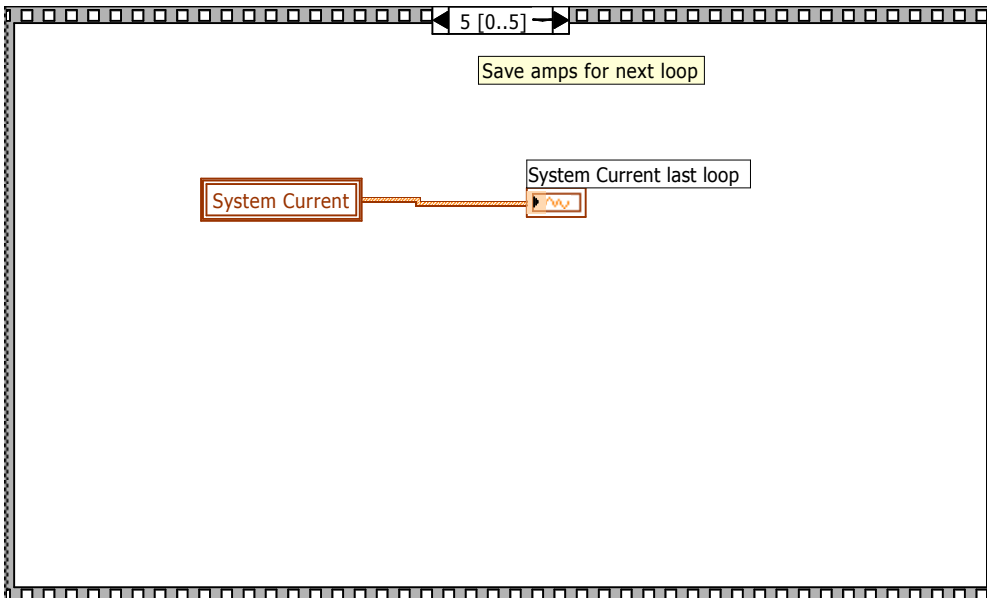 5 [0..5]
Save amps for next loop
System Current last loop
System Current